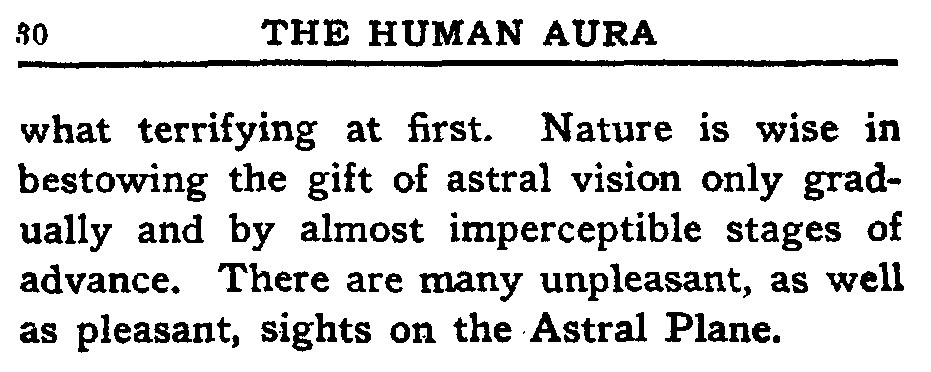 30 THE HUMAN AURA
what terrifying at first. Nature is wise in
bestowing the gift of astral vision only grad-
ually and by almost imperceptible stages of
advance. There are many unpleasant, as well
as pleasant, sights on the Astral Plane.